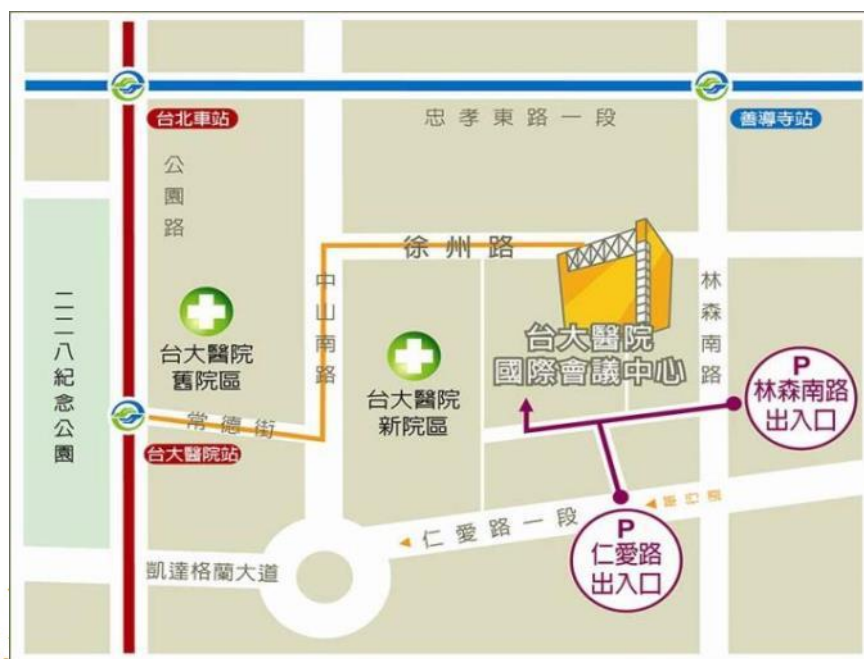 台北車站
忠孝東路一段
善導寺站
公園路
徐州路
中山南路
林森南路
二二八紀念公園
台大醫院
舊院區
台大醫院
新院區
台大醫院
國際會議中心
P
林森南路
出入口
常德街
台大醫院站
單行道
仁愛路一段
P
仁愛路
出入口
凱達格蘭大道